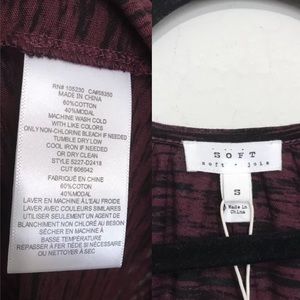 RN# 105230 CA#58350
MADE IN CHINA
60%COTTON
40%MODAL
MACHINE WASH COLD
WITH LIKE COLORS
ONLY NON-CHLORINE BLEACH IF NEEDED
TUMBLE DRY LOW
COOL IRON IF NEEDED
OR DRY CLEAN
STYLE S227-D2418
CUT 606042
FABRIQUÉ EN CHINE
60%COTON
40%MODAL
LAVER EN MACHINE À L'EAU FROIDE
LAVER AVEC COULEURS SIMILAIRES
UTILISER SEULEMENT UN AGENT DE
BLANCHIMENT NON CHLORÉ AU BESOIN
SÉCHER EN MACHINE À
BASSE TEMPÉRATURE
REPASSER À FER TIÈDE SI NÉCESSAIRE
OU NETTOYER À SEC
SOFT
soft joie
S
Made in
China